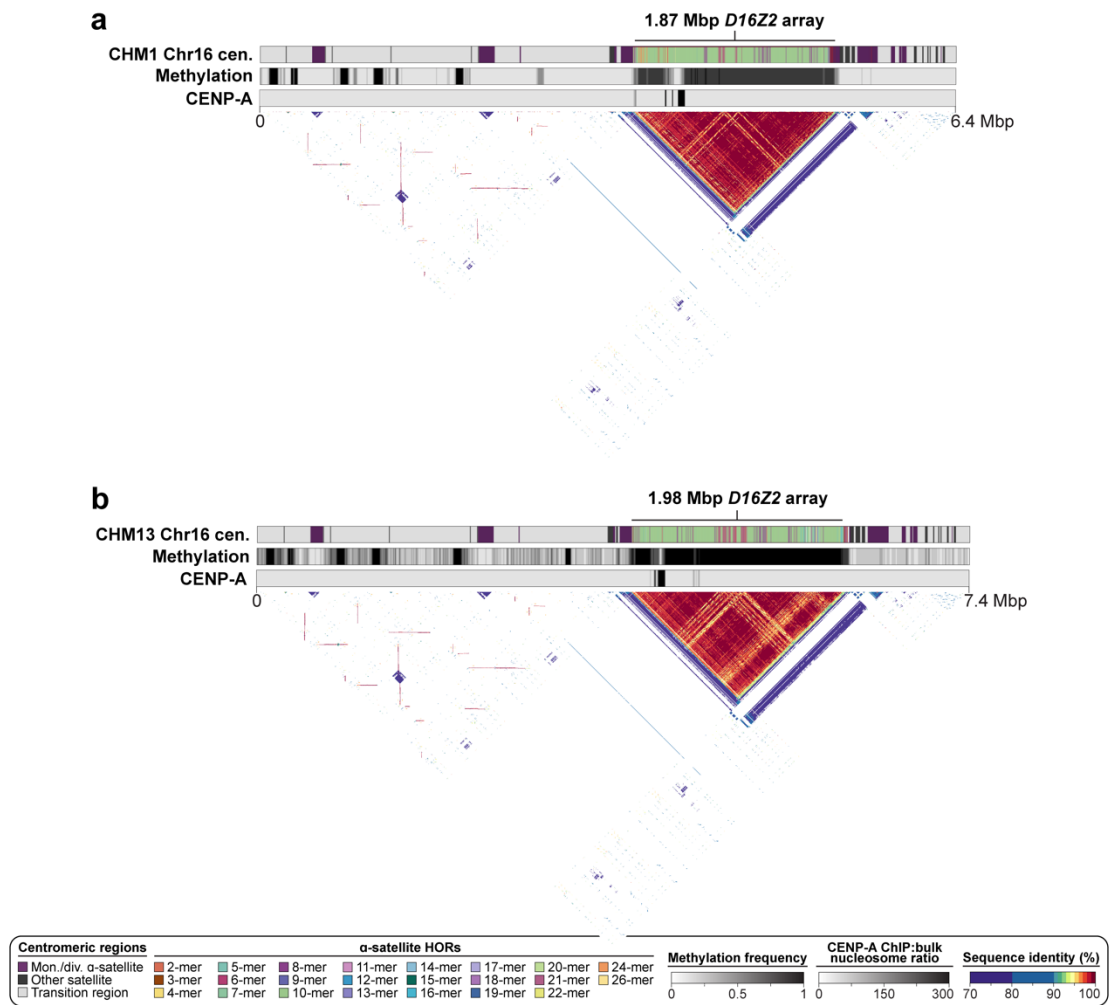 a
1.87 Mbp D16Z2 array
CHM1 Chr16 cen.
Methylation
CENP-A
0
6.4 Mbp
b
1.98 Mbp D16Z2 array
CHM13 Chr16 cen.
Methylation
CENP-A
0
7.4 Mbp
Centromeric regions
Mon./div. α-satellite
Other satellite
Transition region
α-satellite HORs
2-mer 5-mer 8-mer 11-mer 14-mer 17-mer 20-mer 24-mer
3-mer 6-mer 9-mer 12-mer 15-mer 18-mer 21-mer 26-mer
4-mer 7-mer 10-mer 13-mer 16-mer 19-mer 22-mer
Methylation frequency
0 0.5 1
CENP-A ChIP:bulk
nucleosome ratio
0 150 300
Sequence identity (%)
70 80 90 100